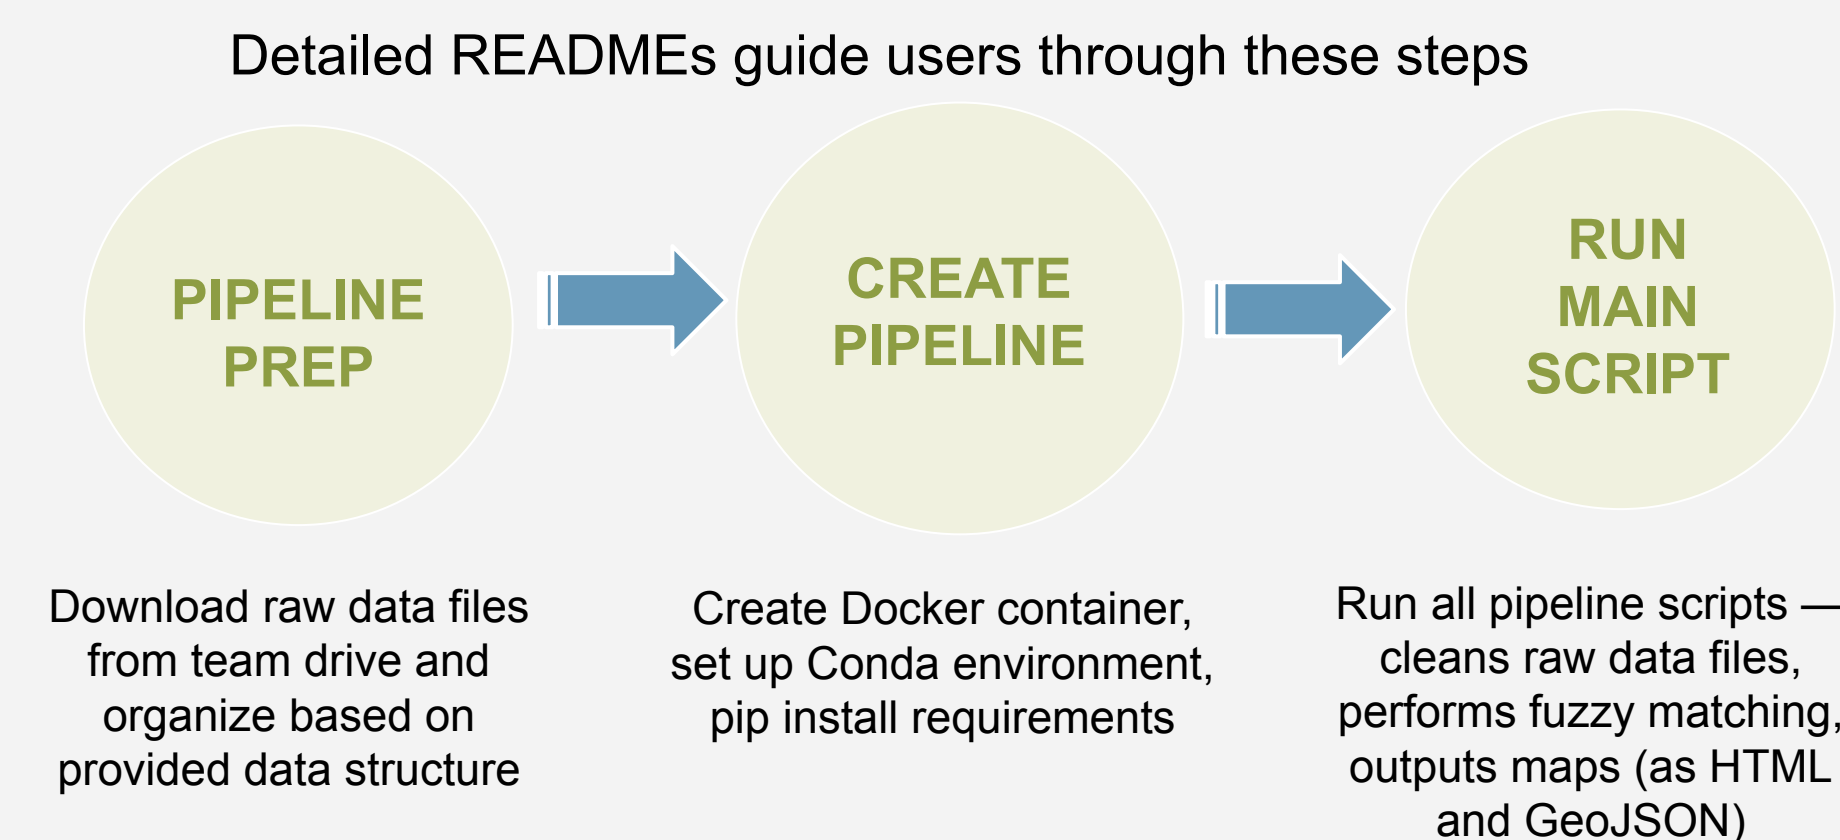 Detailed READMEs guide users through these steps
PIPELINE
PREP
CREATE
PIPELINE
RUN
MAIN
SCRIPT
Download raw data files
from team drive and
organize based on
provided data structure
Create Docker container,
set up Conda environment,
pip install requirements
Run all pipeline scripts —
cleans raw data files,
performs fuzzy matching,
outputs maps (as HTML
and GeoJSON)